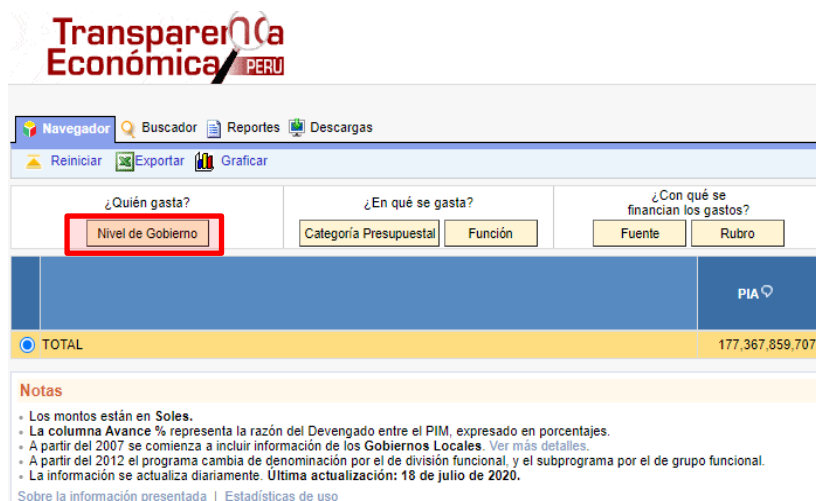 Transparencia
Económica PERÚ
Navegador Buscador Reportes Descargas
Reiniciar Exportar Graficar
¿Quién gasta?
Nivel de Gobierno
¿En qué se gasta?
Categoría Presupuestal Función
¿Con qué se
financian los gastos?
Fuente Rubro
PIA
TOTAL 177,367,859,707
Notas
Los montos están en Soles.
La columna Avance % representa la razón del Devengado entre el PIM, expresado en porcentajes.
A partir del 2007 se comienza a incluir información de los Gobiernos Locales. Ver más detalles.
A partir del 2012 el programa cambia de denominación por el de división funcional, y el subprograma por el de grupo funcional.
La información se actualiza diariamente. Última actualización: 18 de julio de 2020.
Sobre la información presentada | Estadísticas de uso